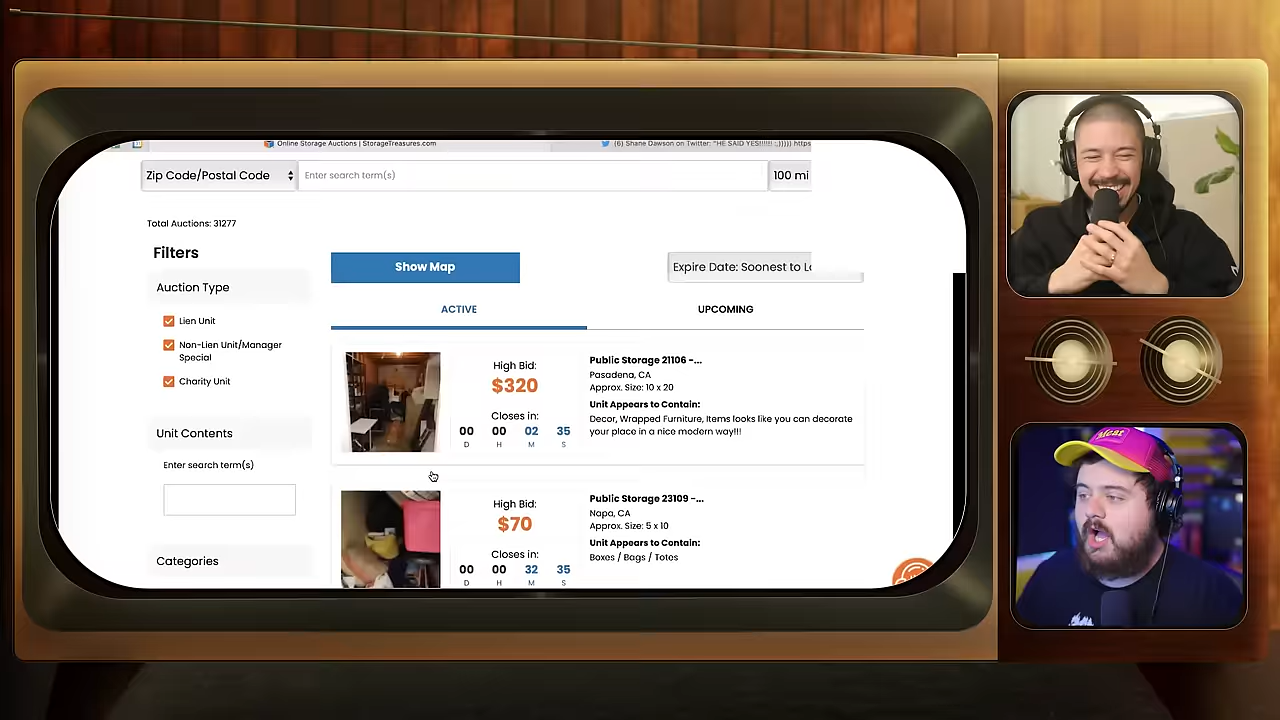 Online Storage Auctions | StorageTreasures.com
(6) Shane Dawson on Twitter: "HE SAID YES!!!!!! :,))))) https
Zip Code/Postal Code
Enter search term(s)
100 mi
Total Auctions: 31277
Filters
Show Map
Expire Date: Soonest to Lo
Auction Type
ACTIVE
UPCOMING
Lien Unit
Non-Lien Unit/Manager
Special
Charity Unit
High Bid:
$320
Closes in:
00 00 02 35
D H M S
Public Storage 21106 -...
Pasadena, CA
Approx. Size: 10 x 20
Unit Appears to Contain:
Decor, Wrapped Furniture, Items looks like you can decorate
your place in a nice modern way!!!
Unit Contents
Enter search term(s)
Categories
High Bid:
$70
Closes in:
00 00 32 35
D H M S
Public Storage 23109 -...
Napa, CA
Approx. Size: 5 x 10
Unit Appears to Contain:
Boxes / Bags / Totes
Meat